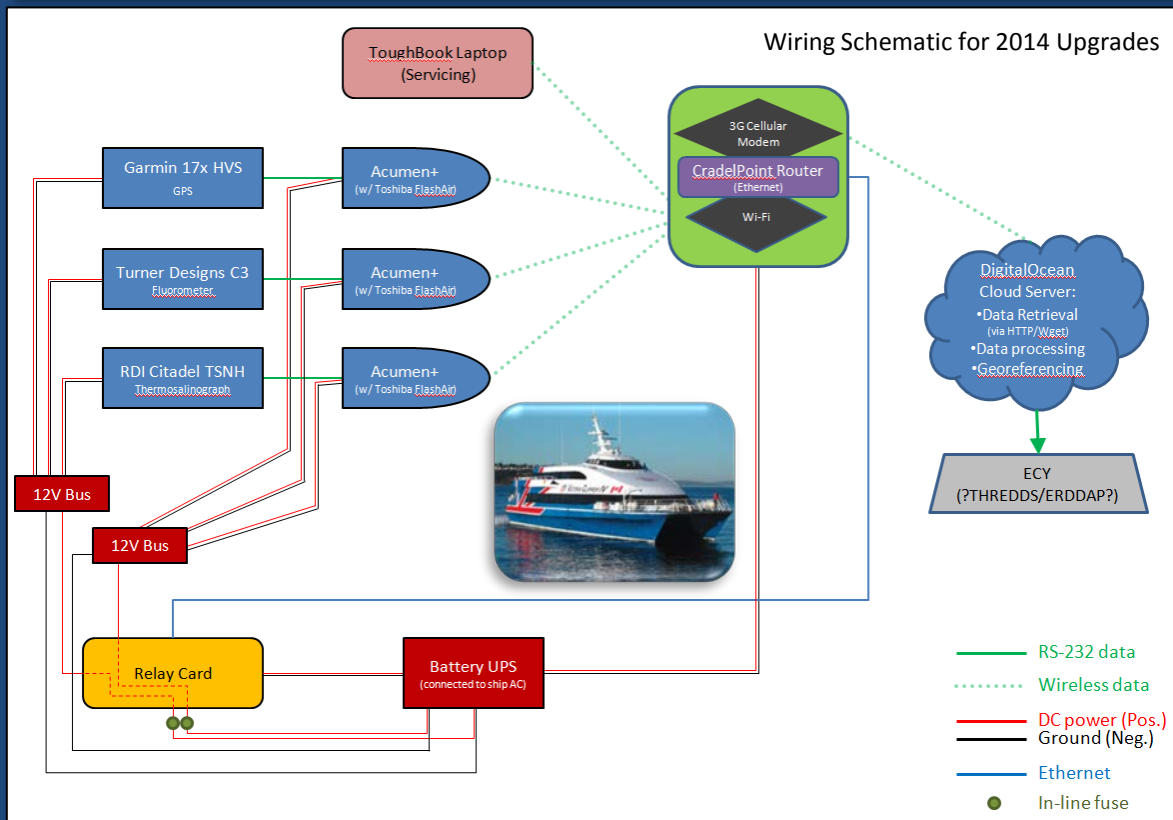 Wiring Schematic for 2014 Upgrades
ToughBook Laptop
(Servicing)
3G Cellular
Modem
CradelPoint Router
(Ethernet)
Wi-Fi
Garmin 17x HVS
GPS
Acumen+
(w/ Toshiba FlashAir)
Turner Designs C3
Fluorometer
Acumen+
(w/ Toshiba FlashAir)
RDI Citadel TSNH
Thermosalinograph
Acumen+
(w/ Toshiba FlashAir)
DigitalOcean
Cloud Server:
•Data Retrieval
(via HTTP/Wget)
•Data processing
•Georeferencing
ECY
(?THREDDS/ERDDAP?)
12V Bus
12V Bus
Relay Card
Battery UPS
(connected to ship AC)
RS-232 data
Wireless data
DC power (Pos.)
Ground (Neg.)
Ethernet
In-line fuse